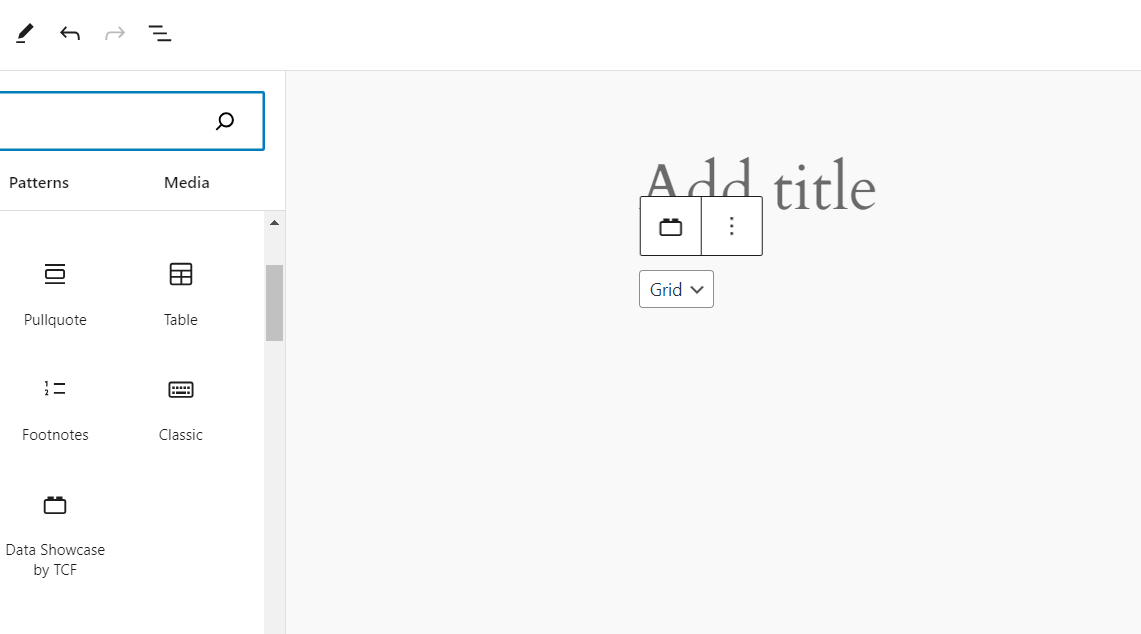 Patterns
Media
Pullquote
Table
Footnotes
Classic
Data Showcase
by TCF
Add title
Grid